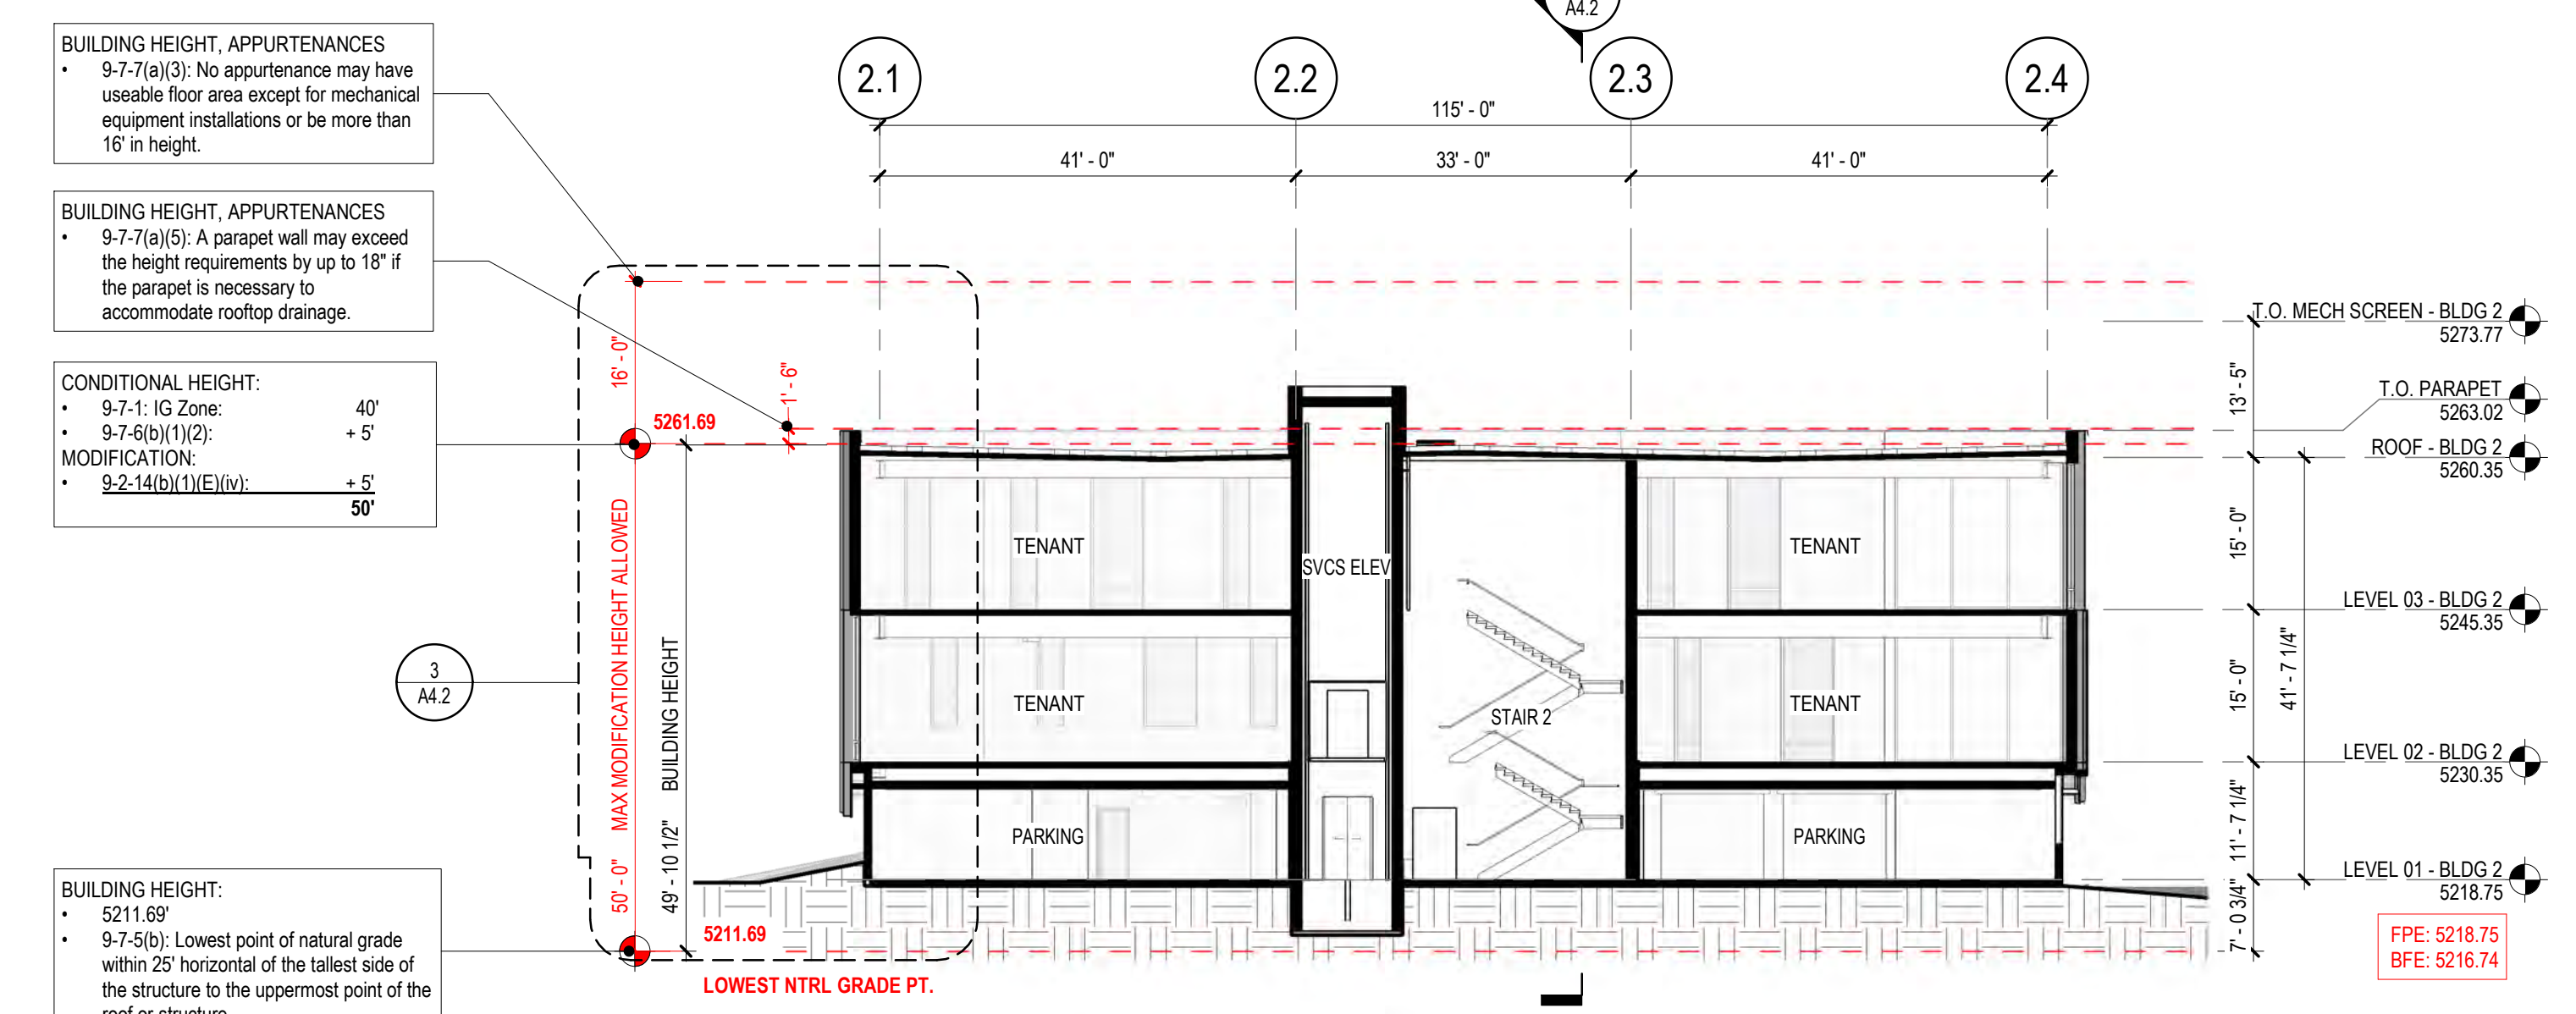 BUILDING HEIGHT, APPURTENANCES
• 9-7-7(a)(3): No appurtenance may have
useable floor area except for mechanical
equipment installations or be more than
16' in height.
BUILDING HEIGHT, APPURTENANCES
• 9-7-7(a)(5): A parapet wall may exceed
the height requirements by up to 18" if
the parapet is necessary to
accommodate rooftop drainage.
CONDITIONAL HEIGHT:
• 9-7-1: IG Zone: 40'
• 9-7-6(b)(1)(2): + 5'
MODIFICATION:
• 9-2-14(b)(1)(E)(iv): + 5'
50'
3
A4.2
BUILDING HEIGHT:
• 5211.69'
• 9-7-5(b): Lowest point of natural grade
within 25' horizontal of the tallest side of
the structure to the uppermost point of the
roof or structure
A4.2
2.1
2.2
2.3
2.4
115' - 0"
41' - 0"
33' - 0"
41' - 0"
16' - 0"
1' - 6"
5261.69
50' - 0" MAX MODIFICATION HEIGHT ALLOWED
49' - 10 1/2" BUILDING HEIGHT
5211.69
LOWEST NTRL GRADE PT.
TENANT
SVCS ELEV
TENANT
TENANT
STAIR 2
TENANT
PARKING
PARKING
T.O. MECH SCREEN - BLDG 2
5273.77
T.O. PARAPET
5263.02
ROOF - BLDG 2
5260.35
LEVEL 03 - BLDG 2
5245.35
LEVEL 02 - BLDG 2
5230.35
LEVEL 01 - BLDG 2
5218.75
13' - 5"
15' - 0"
15' - 0"
11' - 7 1/4"
7' - 0 3/4"
41' - 7 1/4"
FPE: 5218.75
BFE: 5216.74